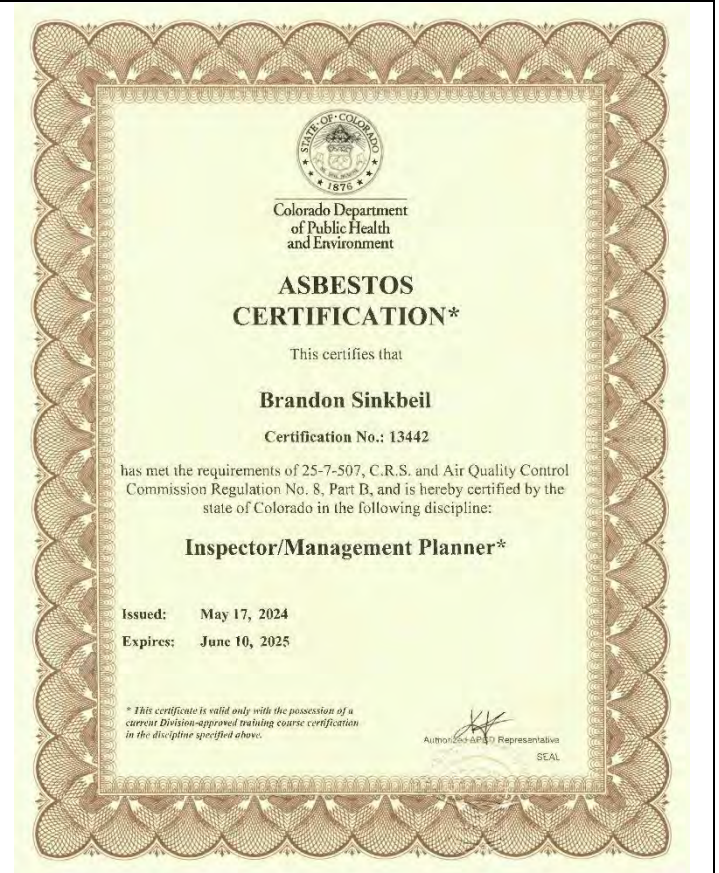 STATE · OF · COLORADO
1876
Colorado Department
of Public Health
and Environment
ASBESTOS
CERTIFICATION*
This certifies that
Brandon Sinkbeil
Certification No.: 13442
has met the requirements of 25-7-507, C.R.S. and Air Quality Control
Commission Regulation No. 8, Part B, and is hereby certified by the
state of Colorado in the following discipline:
Inspector/Management Planner*
Issued: May 17, 2024
Expires: June 10, 2025
* This certificate is valid only with the possession of a
current Division-approved training course certification
in the discipline specified above.
Authorized APCD Representative
SEAL